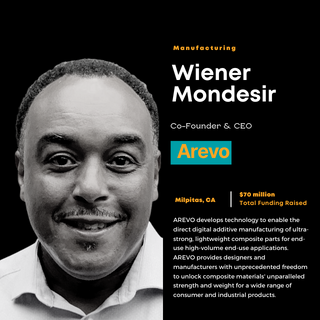 Manufacturing
Wiener
Mondesir
Co-Founder & CEO
Arevo
Milpitos, CA
$70 million
Total Funding Raised
AREVO develops technology to enable the
direct digital additive manufacturing of ultra-
strong, lightweight composite parts for end-
use high-volume end-use applications.
AREVO provides designers and
manufacturers with unprecedented freedom
to unlock composite materials' unparalleled
strength and weight for a wide range of
consumer and industrial products.